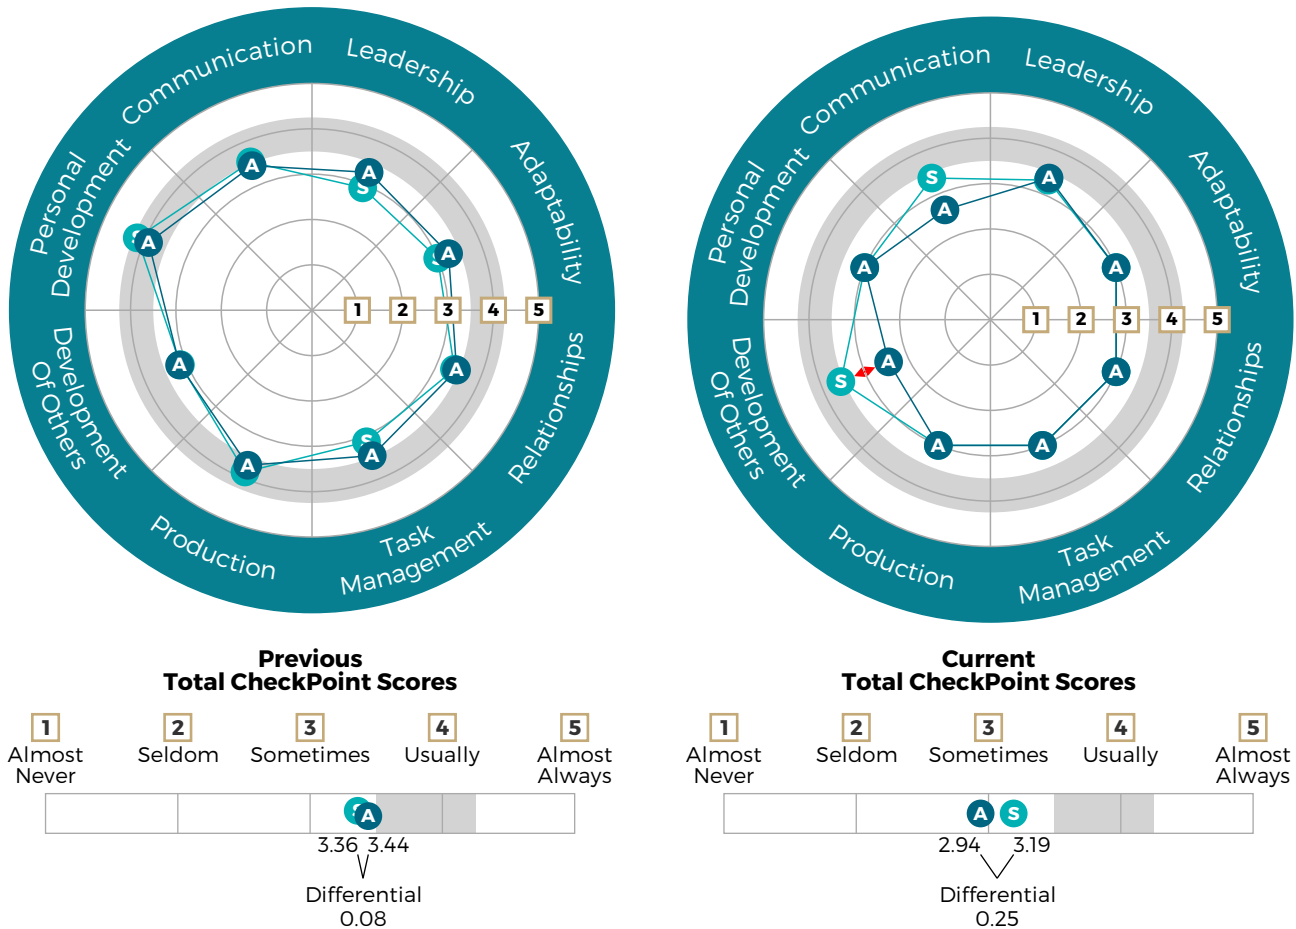 Communication
Leadership
Adaptability
Relationships
Task
Management
Production
Development
Of Others
Personal
Development
S
A
A
S
A
S
S
A
A
A
A
S
A
A
S
1
2
3
4
5
Communication
Leadership
Adaptability
Relationships
Task
Management
Production
Development
Of Others
Personal
Development
S
A
A
A
A
A
S
A
A
A
1
2
3
4
5
Previous
Total CheckPoint Scores
1
2
3
4
5
Almost
Never
Seldom
Sometimes
Usually
Almost
Always
S
A
3.36
3.44
Differential
0.08
Current
Total CheckPoint Scores
1
2
3
4
5
Almost
Never
Seldom
Sometimes
Usually
Almost
Always
A
S
2.94
3.19
Differential
0.25